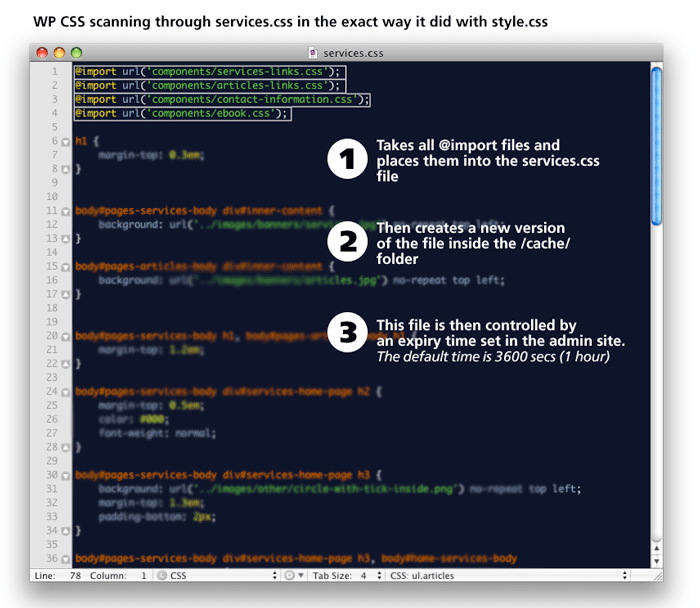 WP CSS scanning through services.css in the exact way it did with style.css
services.css
1 @import url('components/services-links.css');
2 @import url('components/articles-links.css');
3 @import url('components/contact-information.css');
4 @import url('components/ebook.css');
5
6 h1 {
7 margin-top: 0.3em;
8 }
9
10
11 body#pages-services-body div#inner-content {
12 background: url('../images/banners/services.jpg') no-repeat top left;
13 }
14
15 body#pages-articles-body div#inner-content {
16 background: url('../images/banners/articles.jpg') no-repeat top left;
17 }
18
19
20 body#pages-services-body h1, body#pages-articles-body h1 {
21 margin-top: 1.2em;
22 }
23
24 body#pages-services-body div#services-home-page h2 {
25 margin-top: 0.5em;
26 color: #000;
27 font-weight: normal;
28 }
29
30 body#pages-services-body div#services-home-page h3 {
31 background: url('../images/other/circle-with-tick-inside.png') no-repeat top left;
32 margin-top: 1.3em;
33 padding-bottom: 2px;
34 }
35
36 body#pages-services-body div#services-home-page h3, body#home-services-body
1
Takes all @import files and
places them into the services.css
file
2
Then creates a new version
of the file inside the /cache/
folder
3
This file is then controlled by
an expiry time set in the admin site.
The default time is 3600 secs (1 hour)
Line: 78 Column: 1 CSS Tab Size: 4 CSS: ul.articles